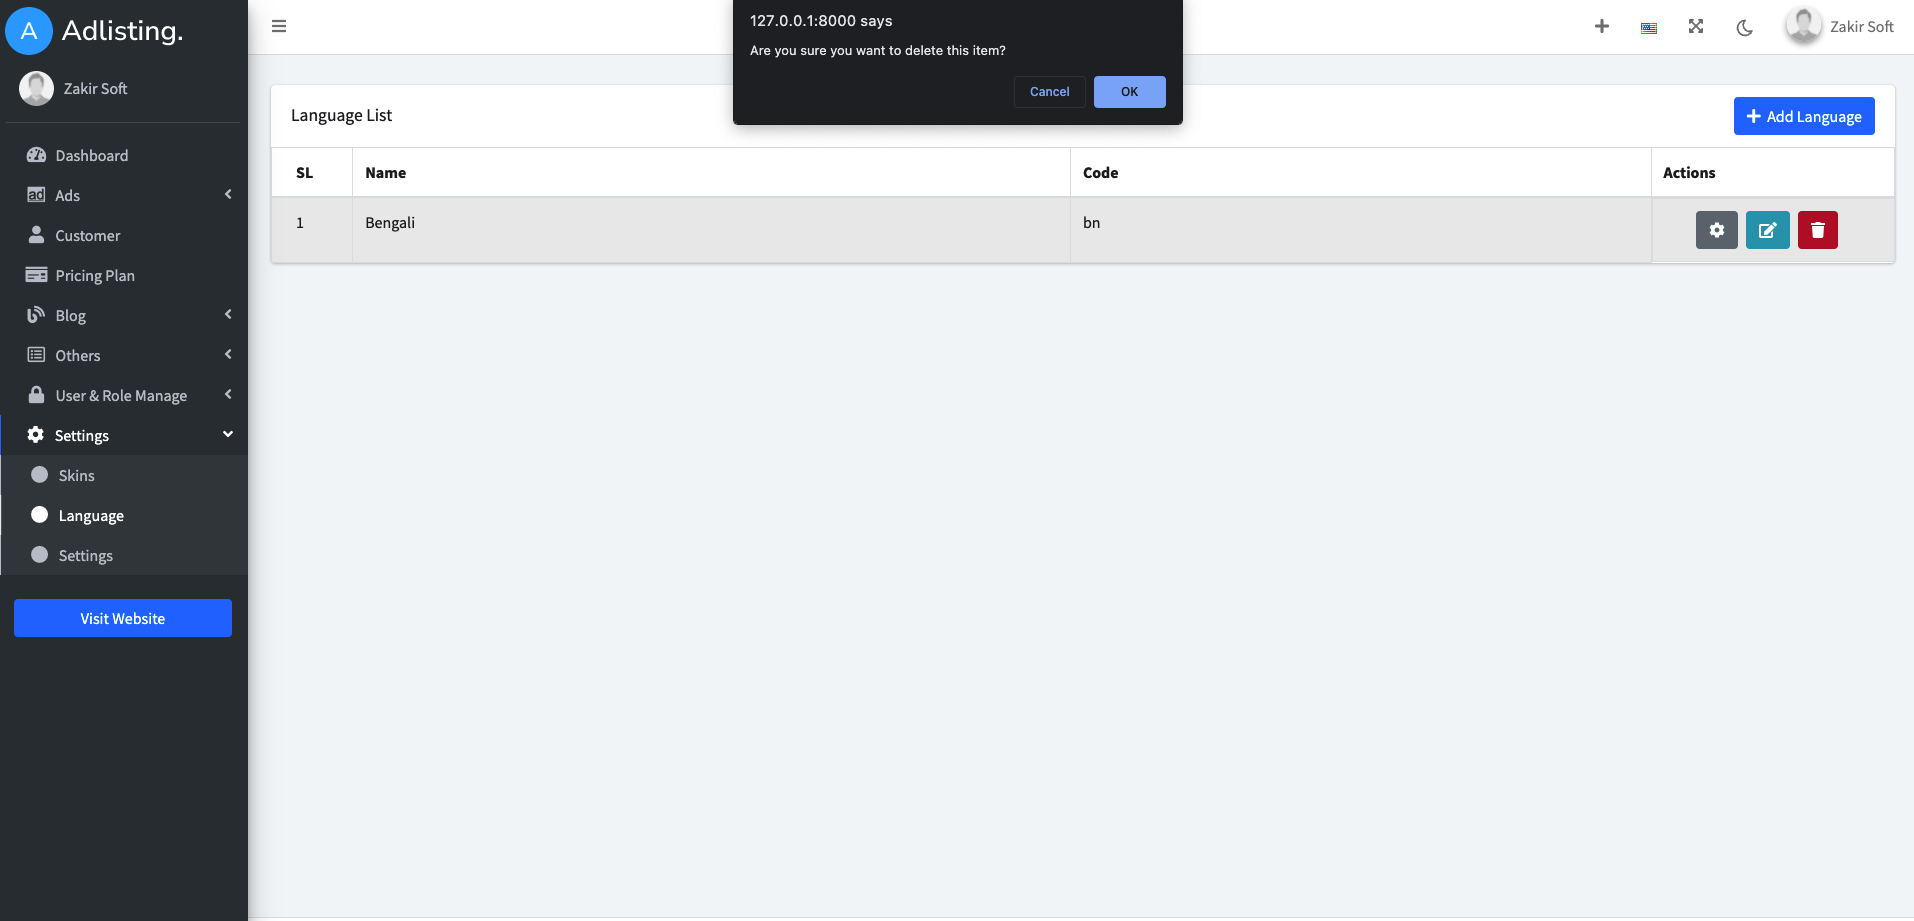 Adlisting.
Zakir Soft
Dashboard
Ads
Customer
Pricing Plan
Blog
Others
User & Role Manage
Settings
Skins
Language
Settings
Visit Website
127.0.0.1:8000 says
Are you sure you want to delete this item?
Cancel OK
Zakir Soft
Language List
Add Language
SL Name Code Actions
1 Bengali bn